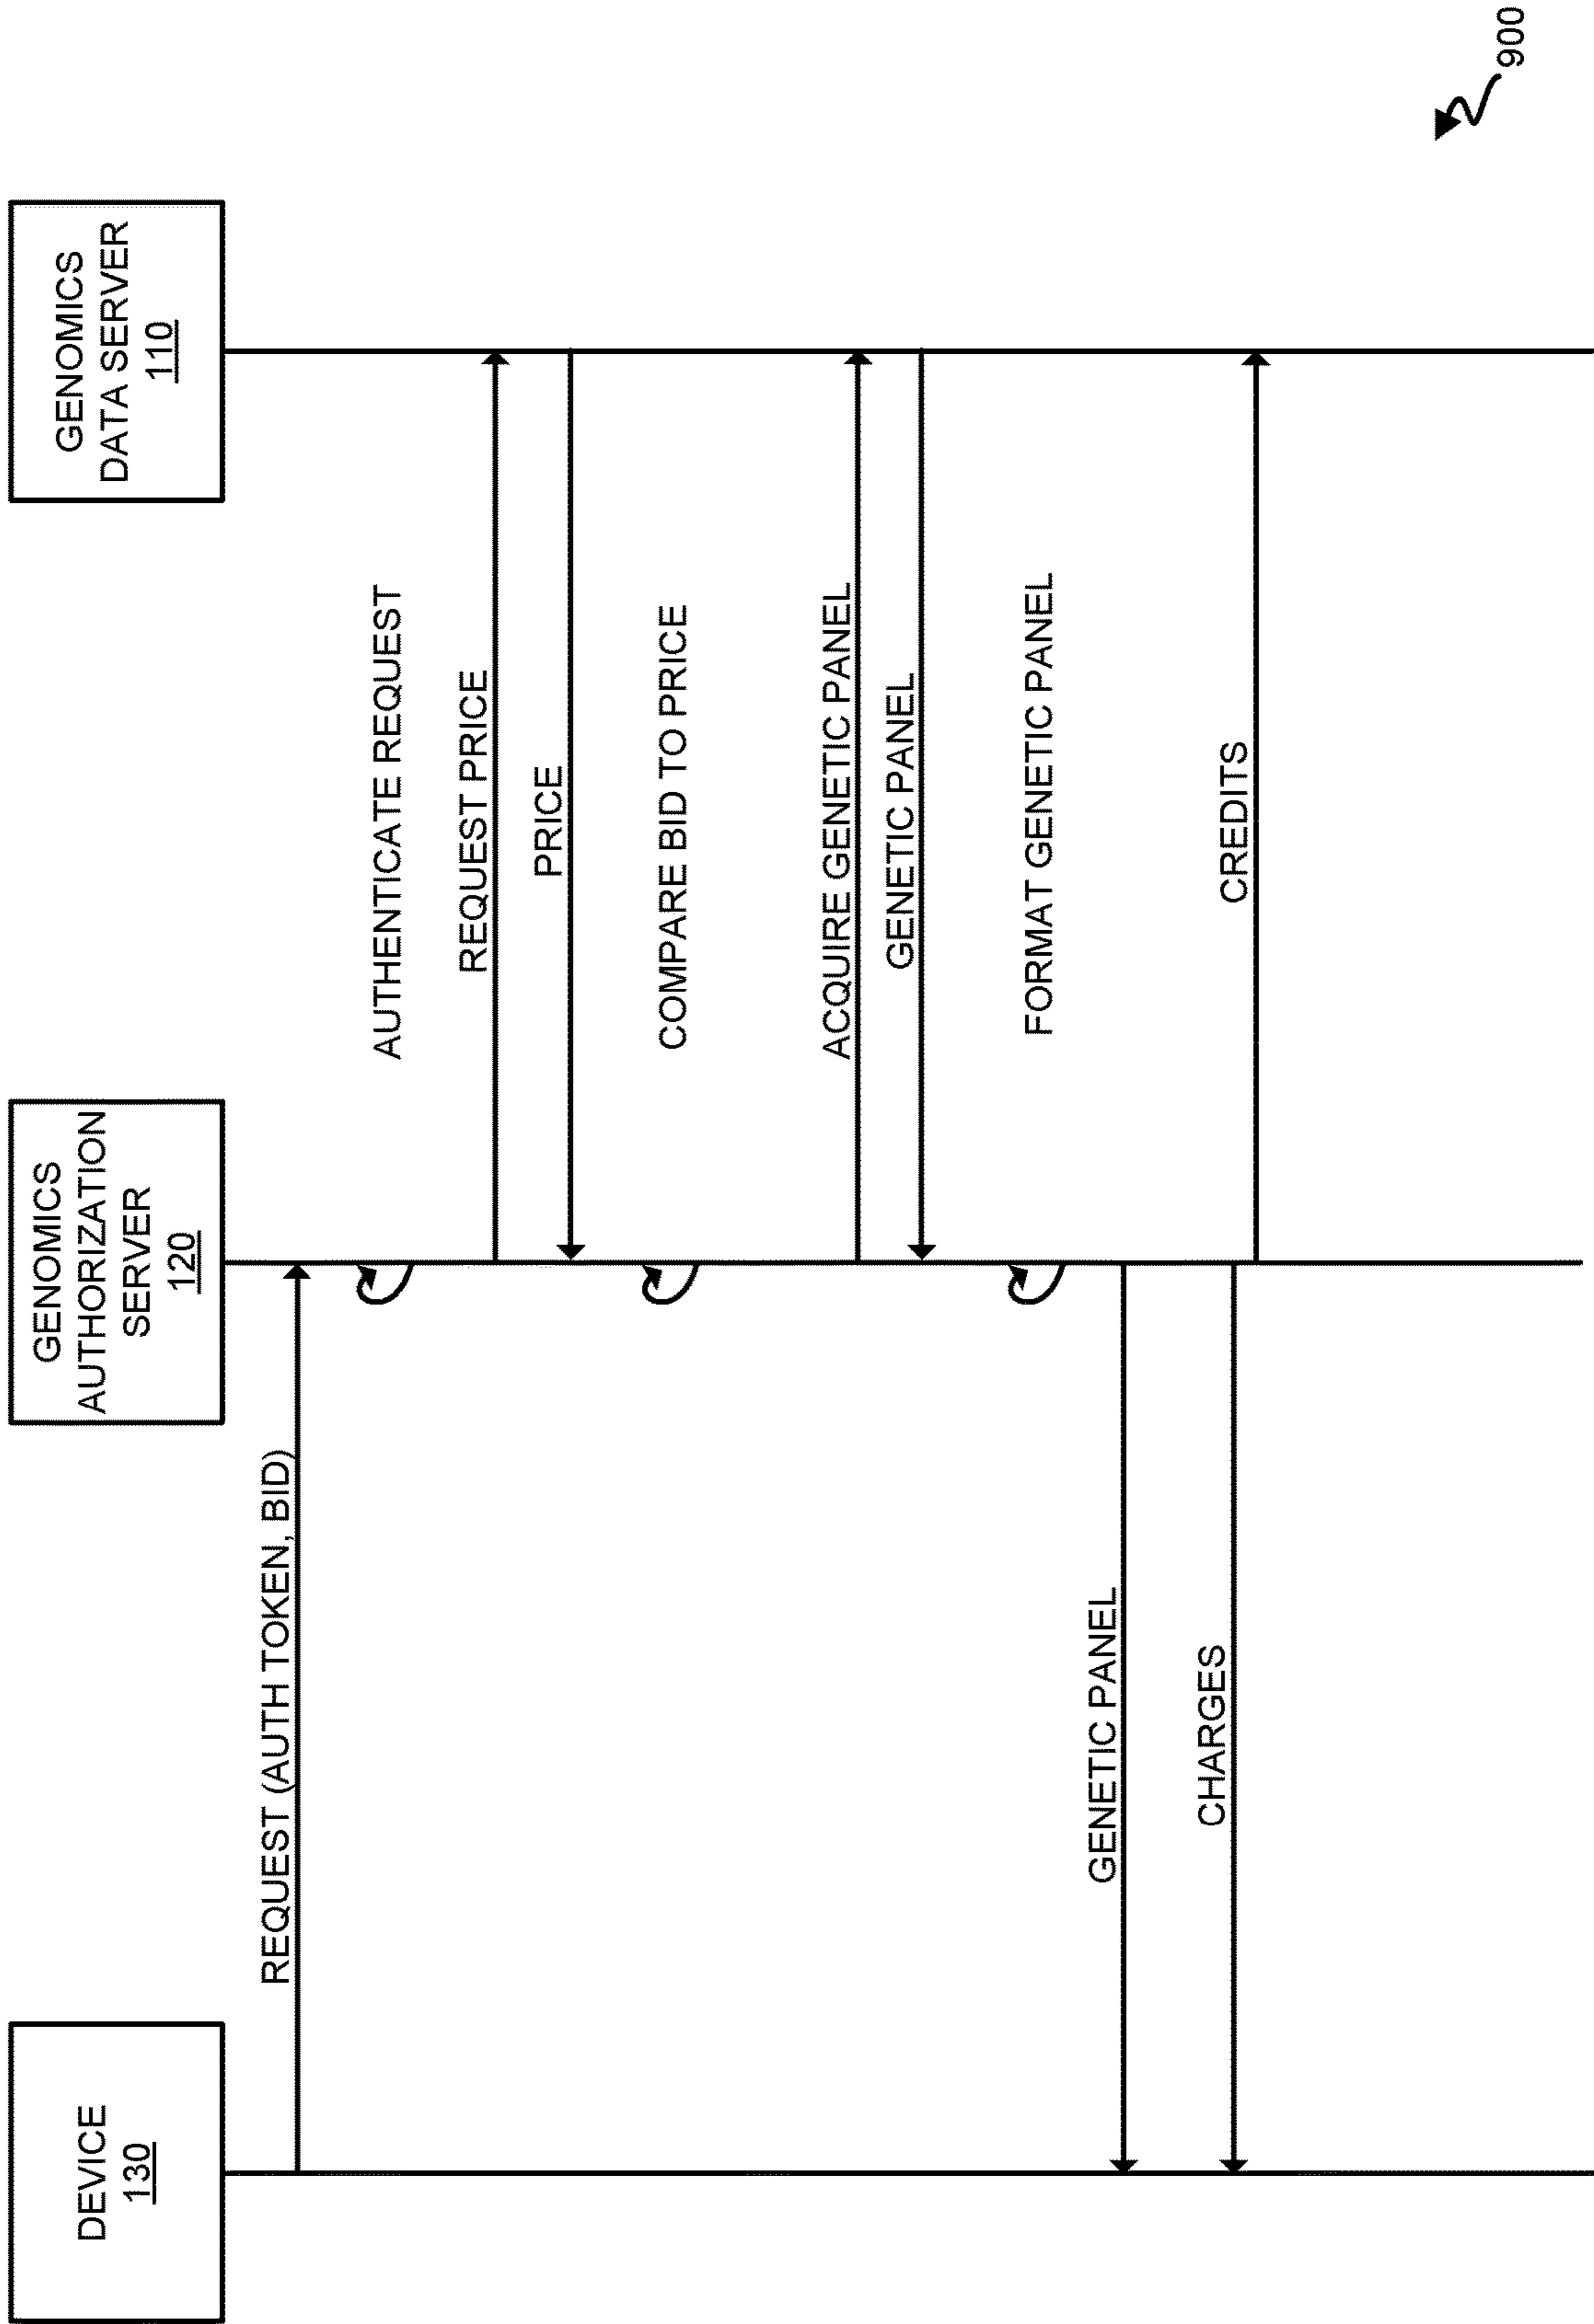 DEVICE
130
GENOMICS
AUTHORIZATION
SERVER
120
GENOMICS
DATA SERVER
110
REQUEST (AUTH TOKEN, BID)
AUTHENTICATE REQUEST
REQUEST PRICE
PRICE
COMPARE BID TO PRICE
ACQUIRE GENETIC PANEL
GENETIC PANEL
FORMAT GENETIC PANEL
GENETIC PANEL
CHARGES
CREDITS
900